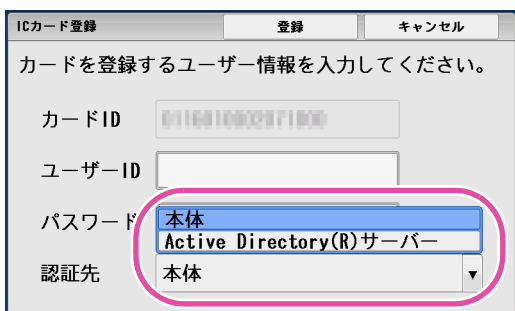 ICカード登録 登録 キャンセル
カードを登録するユーザー情報を入力してください。
カードID
ユーザーID
パスワード
本体
Active Directory(R)サーバー
認証先 本体